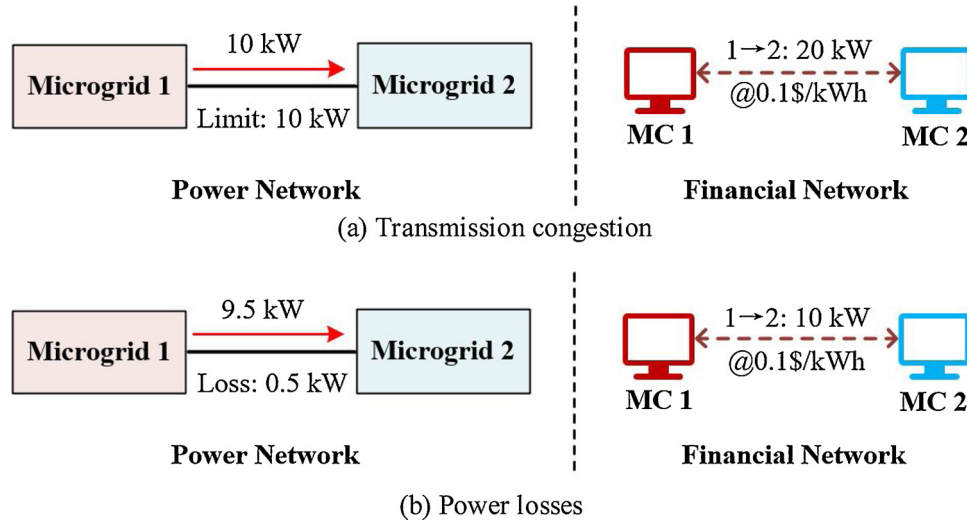 10 kW
Microgrid 1
Microgrid 2
Limit: 10 kW
1→2: 20 kW
@0.1$/kWh
MC 1
MC 2
Power Network
Financial Network
(a) Transmission congestion
9.5 kW
Microgrid 1
Microgrid 2
Loss: 0.5 kW
1→2: 10 kW
@0.1$/kWh
MC 1
MC 2
Power Network
Financial Network
(b) Power losses